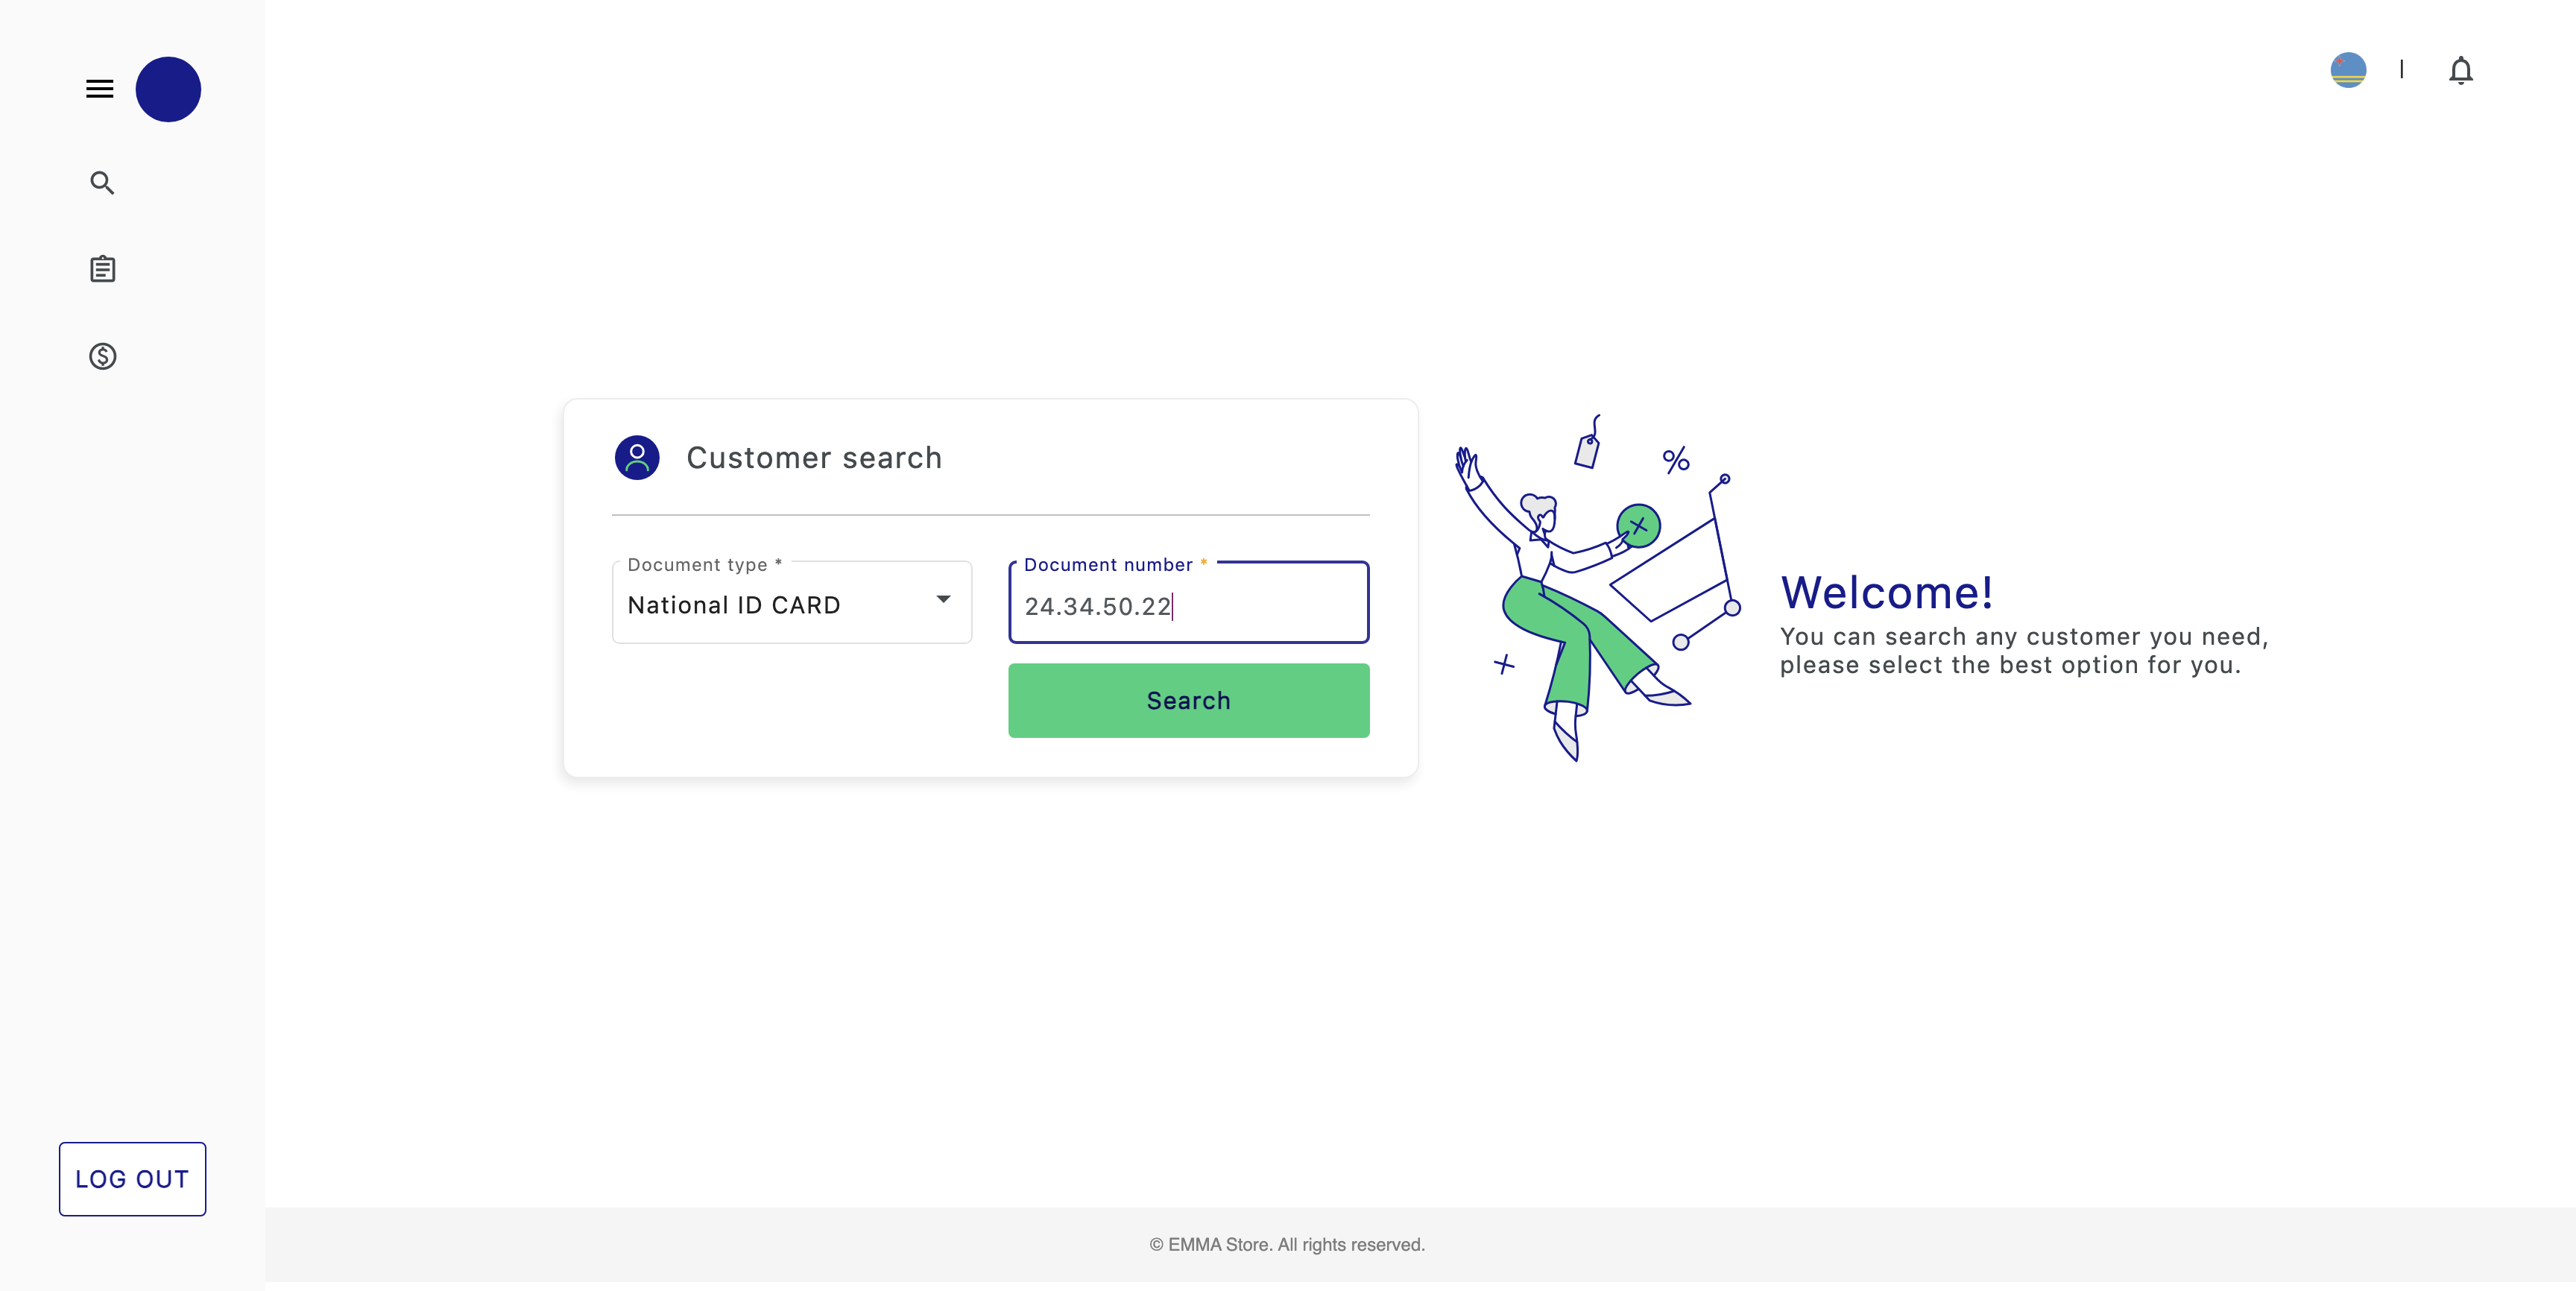 Customer search
Document type *
National ID CARD
Document number *
24.34.50.22
Search
Welcome!
You can search any customer you need,
please select the best option for you.
LOG OUT
© EMMA Store. All rights reserved.